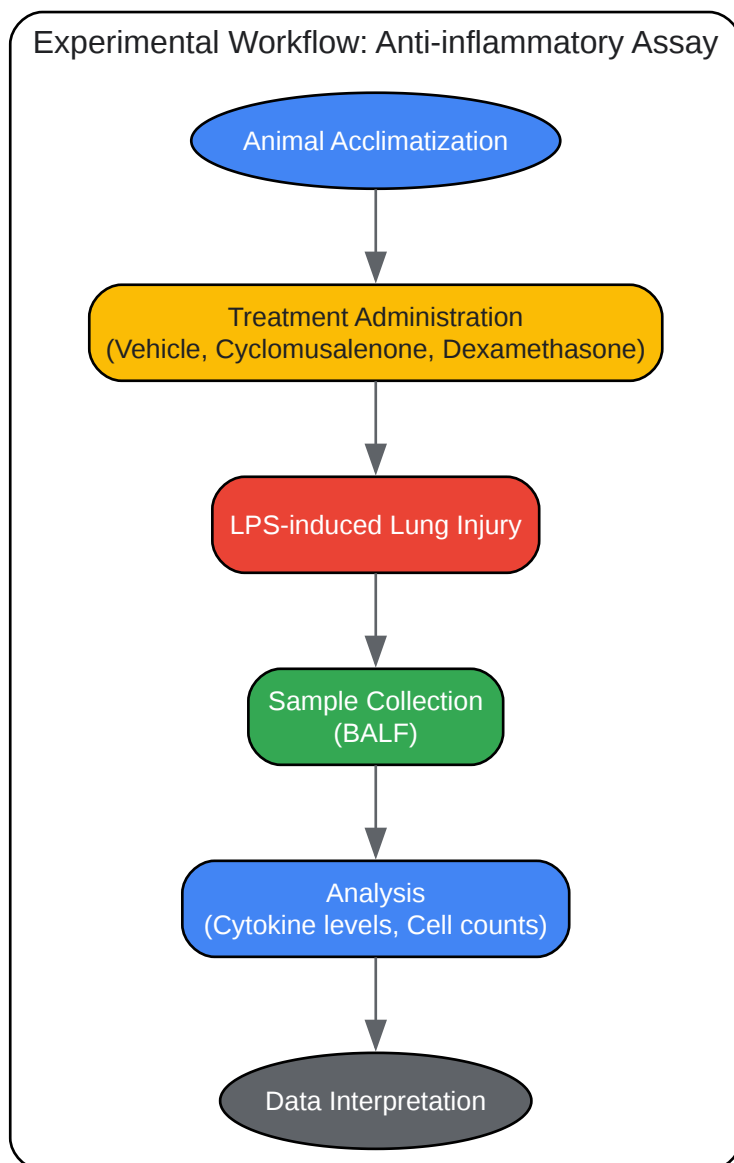 Experimental Workflow: Anti-inflammatory Assay
Animal Acclimatization
Treatment Administration
(Vehicle, Cyclomusalenone, Dexamethasone)
LPS-induced Lung Injury
Sample Collection
(BALF)
Analysis
(Cytokine levels, Cell counts)
Data Interpretation